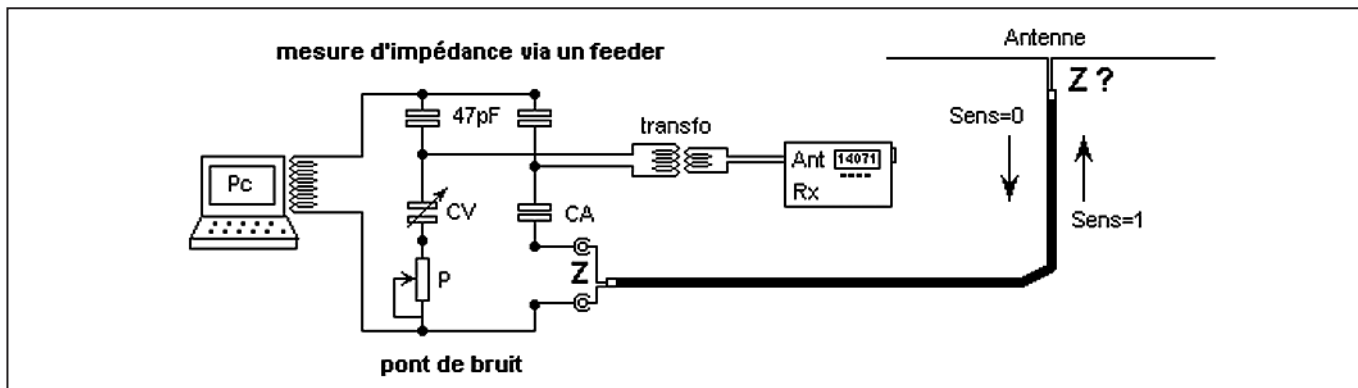 Antenne
mesure d'impédance via un feeder
Z ?
47pF
transfo
Sens=0
Ant 14071
Pc
Rx
CV
CA
Sens=1
Z
P
pont de bruit